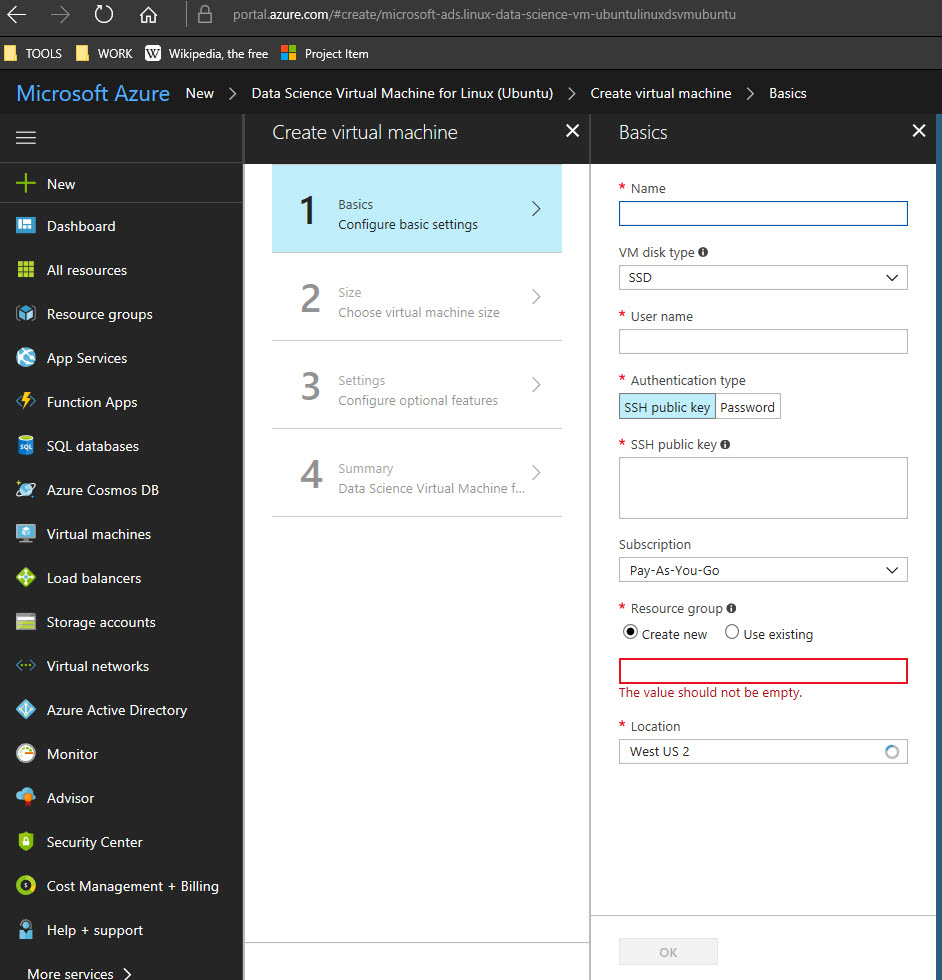 portal.azure.com/#create/microsoft-ads.linux-data-science-vm-ubuntulinuxdsvmubuntu
TOOLS WORK W Wikipedia, the free Project Item
Microsoft Azure New > Data Science Virtual Machine for Linux (Ubuntu) > Create virtual machine > Basics
New
Dashboard
All resources
Resource groups
App Services
Function Apps
SQL
SQL databases
Azure Cosmos DB
Virtual machines
Load balancers
Storage accounts
Virtual networks
Azure Active Directory
Monitor
Advisor
Security Center
Cost Management + Billing
Help + support
More services >
Create virtual machine
1 Basics
Configure basic settings
2 Size
Choose virtual machine size
3 Settings
Configure optional features
4 Summary
Data Science Virtual Machine f...
Basics
* Name
VM disk type
SSD
* User name
* Authentication type
SSH public key Password
* SSH public key
Subscription
Pay-As-You-Go
* Resource group
Create new Use existing
The value should not be empty.
* Location
West US 2
OK